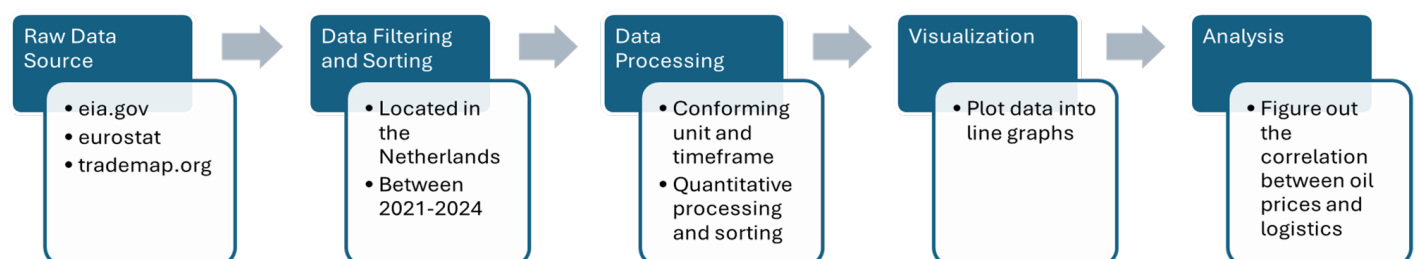 Raw Data
Source
• eia.gov
• eurostat
• trademap.org
Data Filtering
and Sorting
• Located in
the
Netherlands
• Between
2021-2024
Data
Processing
• Conforming
unit and
timeframe
• Quantitative
processing
and sorting
Visualization
• Plot data into
line graphs
Analysis
• Figure out
the
correlation
between oil
prices and
logistics